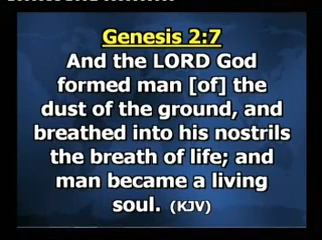 Genesis 2:7
And the LORD God
formed man [of] the
dust of the ground, and
breathed into his nostrils
the breath of life; and
man became a living
soul. (KJV)